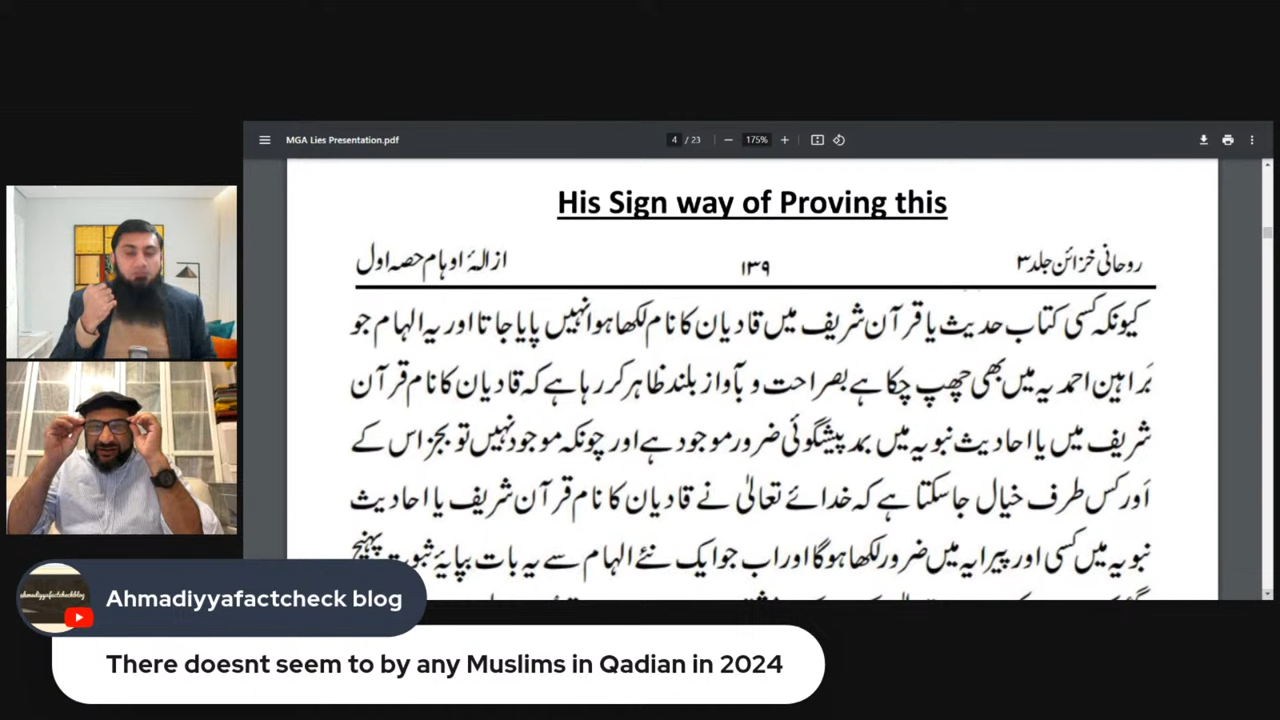 MGA Lies Presentation.pdf
4 / 23
175%
His Sign way of Proving this
روحانی خزائن جلد ۳ ۱۳۹ ازالۂ اوہام حصہ اول
کیونکہ کسی کتاب حدیث یا قرآن شریف میں قادیان کا نام لکھا ہوا نہیں پایا جاتا اور یہ الہام جو
بَراہین احمدیہ میں بھی چھپ چکا ہے بصراحت و بآواز بلند ظاہر کر رہا ہے کہ قادیان کا نام قرآن
شریف میں یا احادیث نبویہ میں بمد پیشگوئی ضرور موجود ہے اور چونکہ موجود نہیں تو بجز اس کے
اَور کس طرف خیال جا سکتا ہے کہ خدائے تعالیٰ نے قادیان کا نام قرآن شریف یا احادیث
نبویہ میں کسی اور پیرایہ میں ضرور لکھا ہوگا اور اب جو ایک نئے الہام سے یہ بات بپایۂ ثبوت پہنچ
ahmadiyyafactcheckblog
Ahmadiyyafactcheck blog
There doesnt seem to by any Muslims in Qadian in 2024